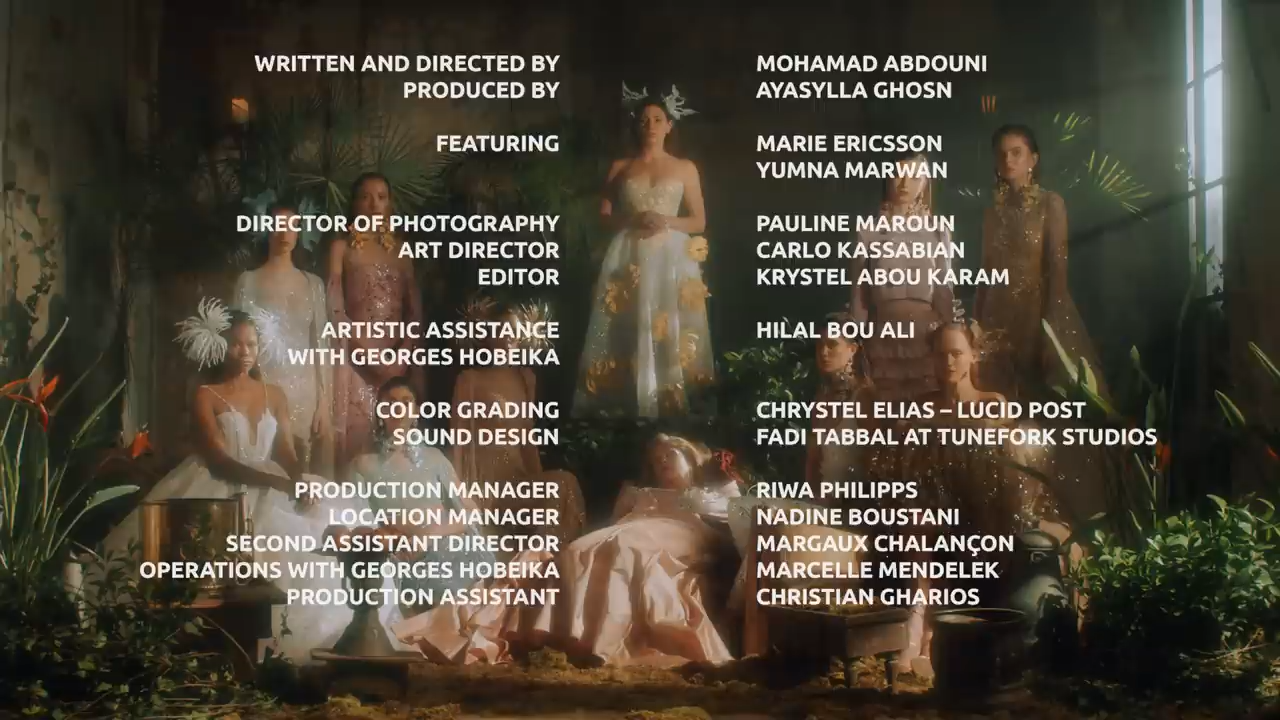 WRITTEN AND DIRECTED BY MOHAMAD ABDOUNI
PRODUCED BY AYASYLLA GHOSN
FEATURING MARIE ERICSSON
YUMNA MARWAN
DIRECTOR OF PHOTOGRAPHY PAULINE MAROUN
ART DIRECTOR CARLO KASSABIAN
EDITOR KRYSTEL ABOU KARAM
ARTISTIC ASSISTANCE HILAL BOU ALI
WITH GEORGES HOBEIKA
COLOR GRADING CHRYSTEL ELIAS – LUCID POST
SOUND DESIGN FADI TABBAL AT TUNEFORK STUDIOS
PRODUCTION MANAGER RIWA PHILIPPS
LOCATION MANAGER NADINE BOUSTANI
SECOND ASSISTANT DIRECTOR MARGAUX CHALANÇON
OPERATIONS WITH GEORGES HOBEIKA MARCELLE MENDELEK
PRODUCTION ASSISTANT CHRISTIAN GHARIOS